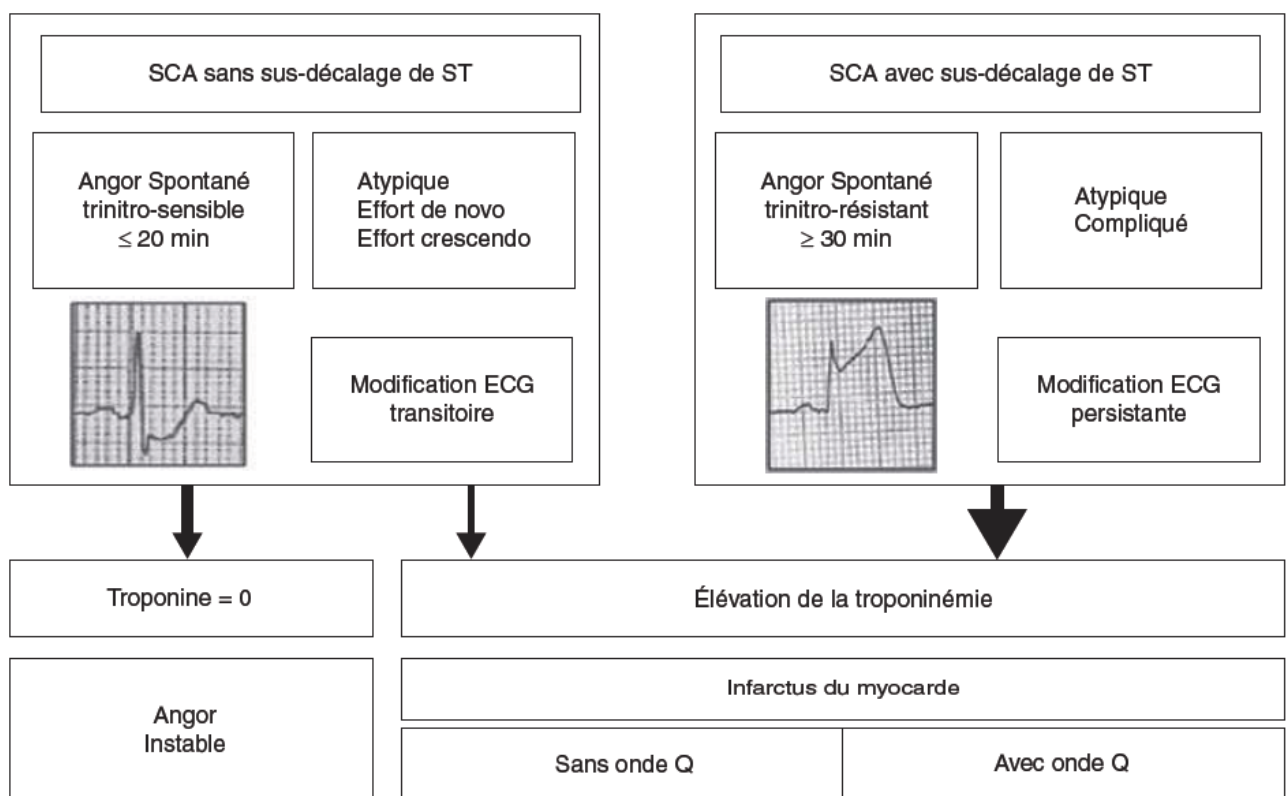 SCA sans sus-décalage de ST
Angor Spontané
trinitro-sensible
≤ 20 min
Atypique
Effort de novo
Effort crescendo
Modification ECG
transitoire
SCA avec sus-décalage de ST
Angor Spontané
trinitro-résistant
≥ 30 min
Atypique
Compliqué
Modification ECG
persistante
Troponine = 0
Élévation de la troponinémie
Angor
Instable
Infarctus du myocarde
Sans onde Q
Avec onde Q